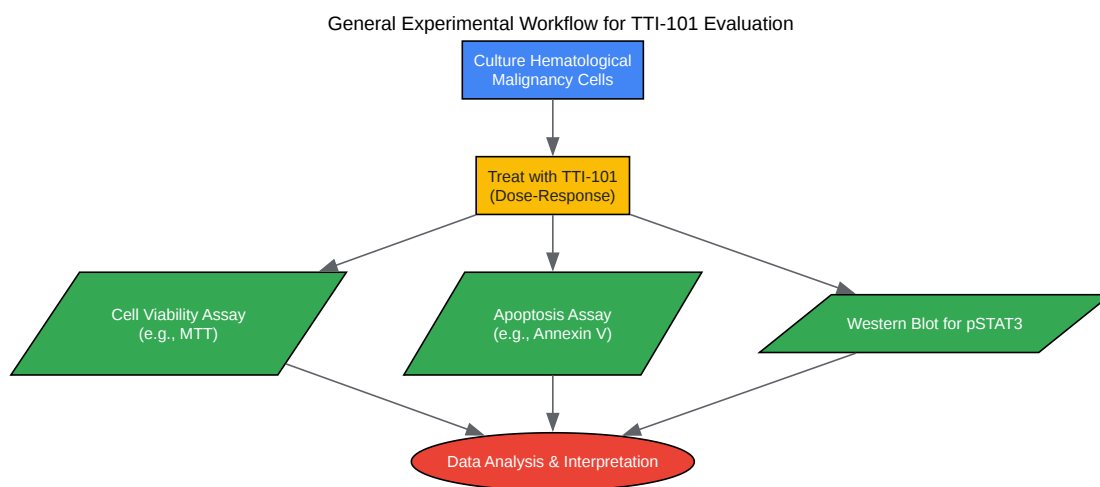 General Experimental Workflow for TTI-101 Evaluation
Culture Hematological
Malignancy Cells
Treat with TTI-101
(Dose-Response)
Cell Viability Assay
(e.g., MTT)
Apoptosis Assay
(e.g., Annexin V)
Western Blot for pSTAT3
Data Analysis & Interpretation